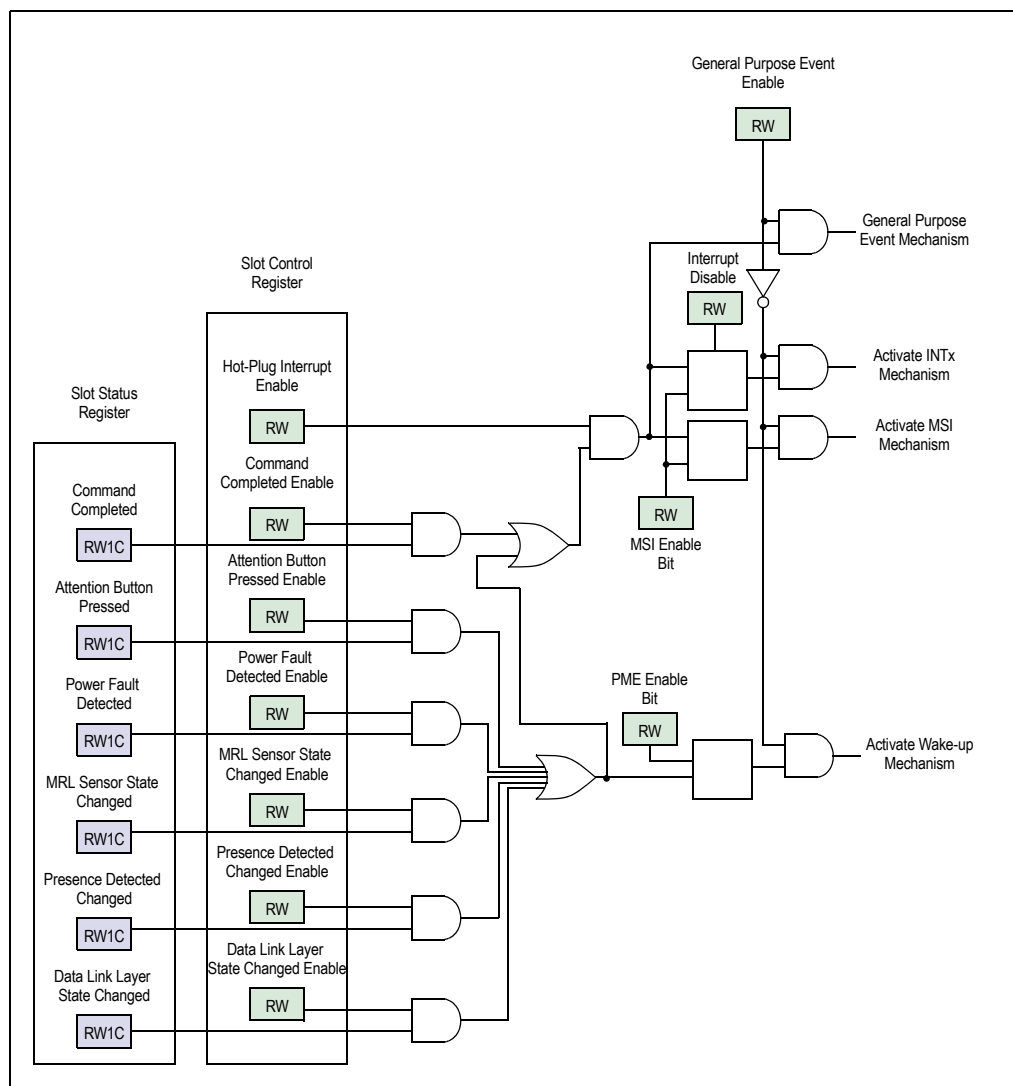 General Purpose Event
Enable
RW
General Purpose
Event Mechanism
Slot Control
Register
Interrupt
Disable
RW
Hot-Plug Interrupt
Enable
RW
Activate INTx
Mechanism
Slot Status
Register
Activate MSI
Mechanism
Command
Completed Enable
RW
MSI Enable
Bit
RW
Command
Completed
RW1C
Attention Button
Pressed Enable
RW
Attention Button
Pressed
RW1C
Power Fault
Detected Enable
RW
Power Fault
Detected
RW1C
PME Enable
Bit
RW
Activate Wake-up
Mechanism
MRL Sensor State
Changed Enable
RW
MRL Sensor State
Changed
RW1C
Presence Detected
Changed Enable
RW
Presence Detected
Changed
RW1C
Data Link Layer
State Changed Enable
RW
Data Link Layer
State Changed
RW1C